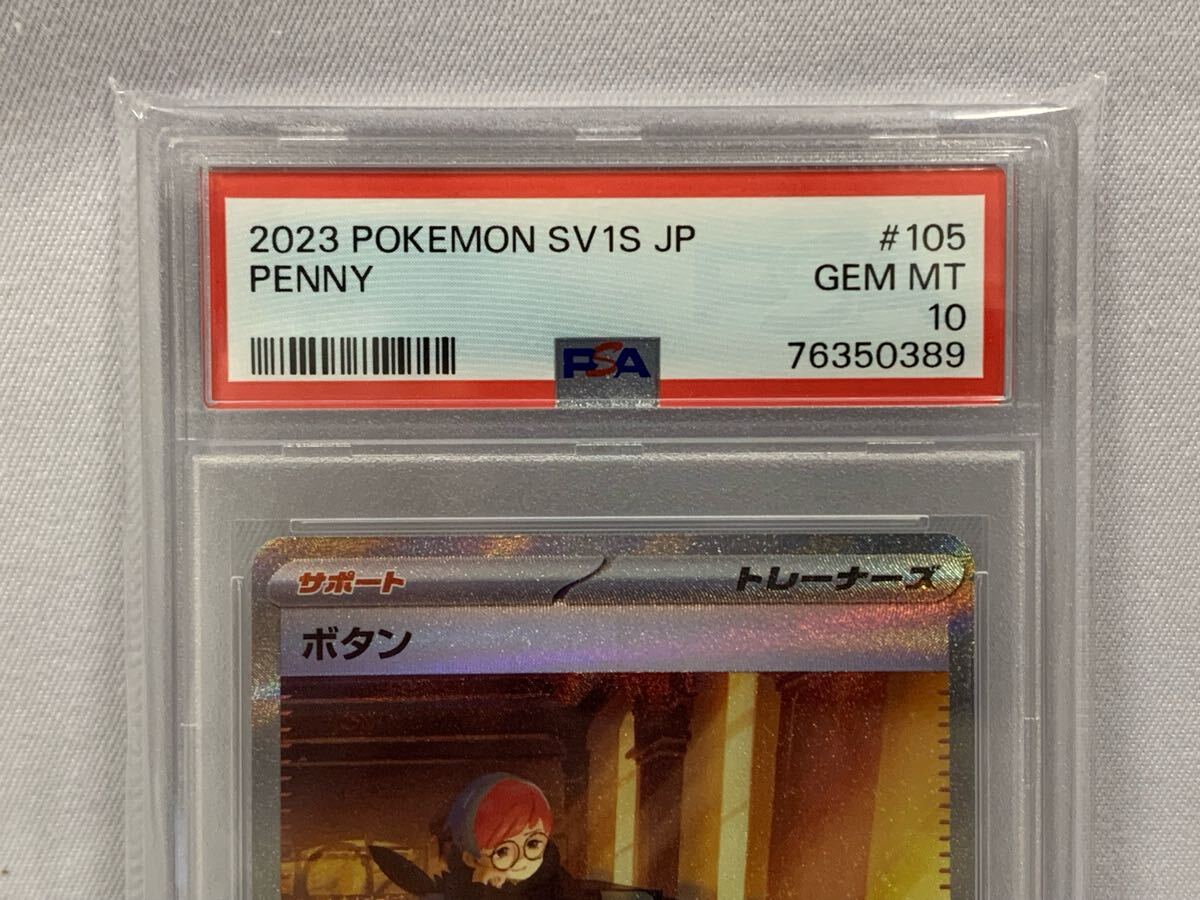 2023 POKEMON SV1S JP #105
PENNY GEM MT
10
PSA 76350389
サポート トレーナーズ
ボタン